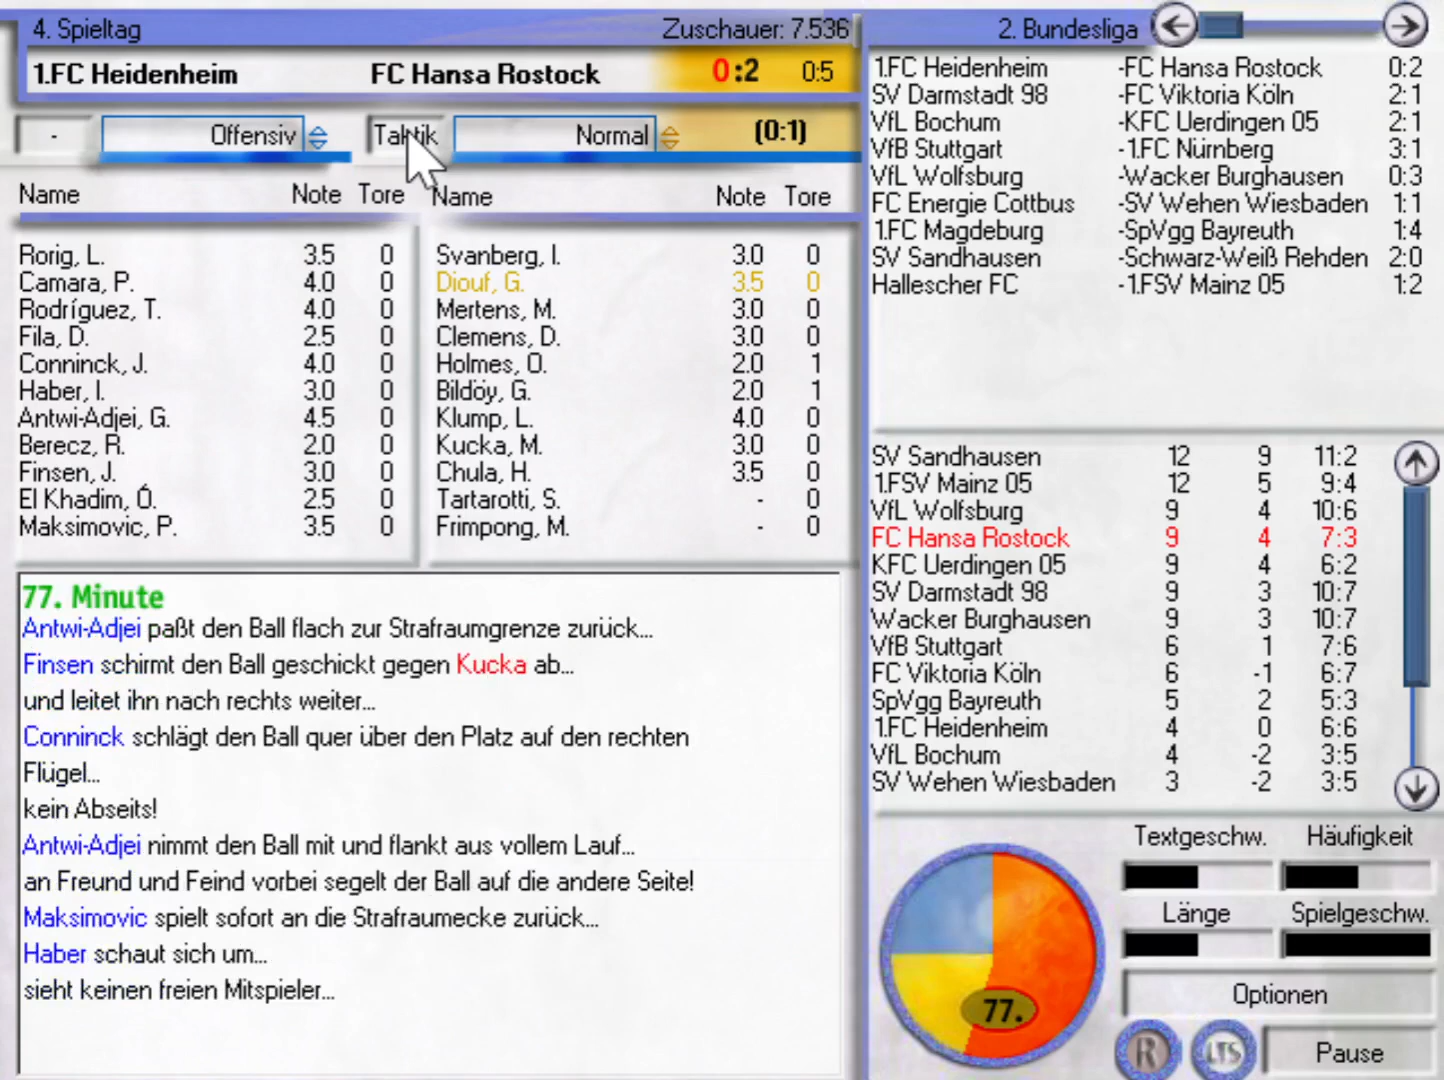 4. Spieltag Zuschauer: 7.536
1.FC Heidenheim FC Hansa Rostock 0:2 0:5
- Offensiv Taktik Normal (0:1)
Name Note Tore Name Note Tore
Rorig, L. 3.5 0 Svanberg, I. 3.0 0
Camara, P. 4.0 0 Diouf, G. 3.5 0
Rodríguez, T. 4.0 0 Mertens, M. 3.0 0
Fila, D. 2.5 0 Clemens, D. 3.0 0
Conninck, J. 4.0 0 Holmes, O. 2.0 1
Haber, I. 3.0 0 Bildöy, G. 2.0 1
Antwi-Adjei, G. 4.5 0 Klump, L. 4.0 0
Berecz, R. 2.0 0 Kucka, M. 3.0 0
Finsen, J. 3.0 0 Chula, H. 3.5 0
El Khadim, Ó. 2.5 0 Tartarotti, S. - 0
Maksimovic, P. 3.5 0 Frimpong, M. - 0
77. Minute
Antwi-Adjei paßt den Ball flach zur Strafraumgrenze zurück...
Finsen schirmt den Ball geschickt gegen Kucka ab...
und leitet ihn nach rechts weiter...
Conninck schlägt den Ball quer über den Platz auf den rechten
Flügel...
kein Abseits!
Antwi-Adjei nimmt den Ball mit und flankt aus vollem Lauf...
an Freund und Feind vorbei segelt der Ball auf die andere Seite!
Maksimovic spielt sofort an die Strafraumecke zurück...
Haber schaut sich um...
sieht keinen freien Mitspieler...
2. Bundesliga
1.FC Heidenheim -FC Hansa Rostock 0:2
SV Darmstadt 98 -FC Viktoria Köln 2:1
VfL Bochum -KFC Uerdingen 05 2:1
VfB Stuttgart -1.FC Nürnberg 3:1
VfL Wolfsburg -Wacker Burghausen 0:3
FC Energie Cottbus -SV Wehen Wiesbaden 1:1
1.FC Magdeburg -SpVgg Bayreuth 1:4
SV Sandhausen -Schwarz-Weiß Rehden 2:0
Hallescher FC -1.FSV Mainz 05 1:2
SV Sandhausen 12 9 11:2
1.FSV Mainz 05 12 5 9:4
VfL Wolfsburg 9 4 10:6
FC Hansa Rostock 9 4 7:3
KFC Uerdingen 05 9 4 6:2
SV Darmstadt 98 9 3 10:7
Wacker Burghausen 9 3 10:7
VfB Stuttgart 6 1 7:6
FC Viktoria Köln 6 -1 6:7
SpVgg Bayreuth 5 2 5:3
1.FC Heidenheim 4 0 6:6
VfL Bochum 4 -2 3:5
SV Wehen Wiesbaden 3 -2 3:5
Textgeschw. Häufigkeit
Länge Spielgeschw.
77.
Optionen
R LTS Pause